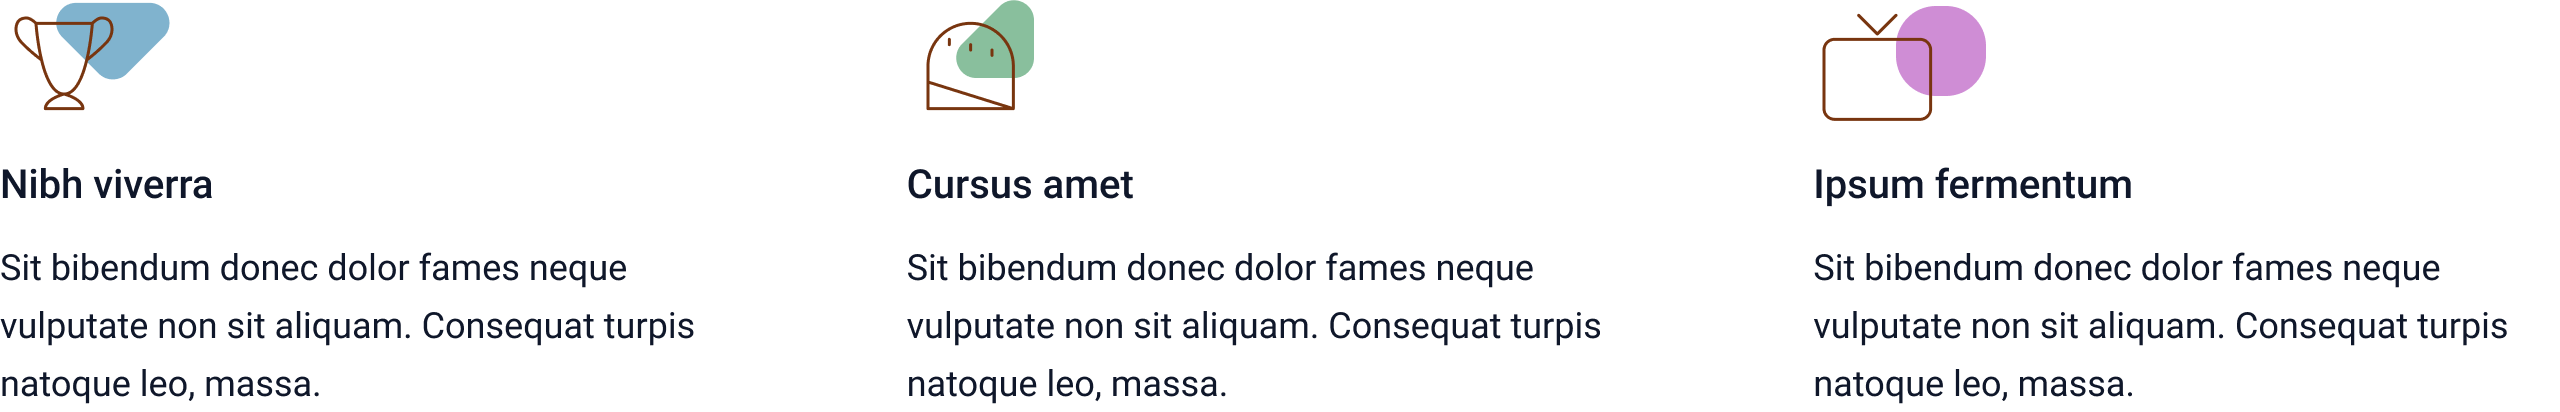 Nibh viverra
Sit bibendum donec dolor fames neque
vulputate non sit aliquam. Consequat turpis
natoque leo, massa.
Cursus amet
Sit bibendum donec dolor fames neque
vulputate non sit aliquam. Consequat turpis
natoque leo, massa.
Ipsum fermentum
Sit bibendum donec dolor fames neque
vulputate non sit aliquam. Consequat turpis
natoque leo, massa.